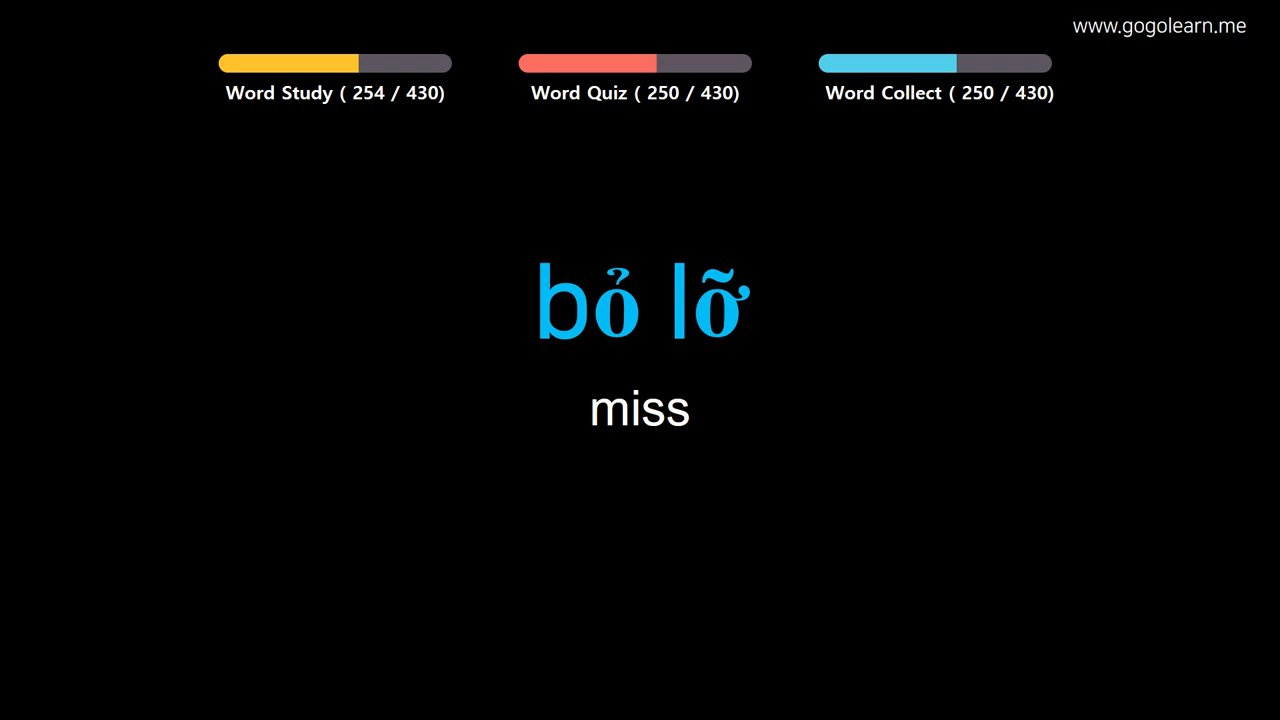 www.gogolearn.me
Word Study ( 254 / 430)
Word Quiz ( 250 / 430)
Word Collect ( 250 / 430)
bỏ lỡ
miss